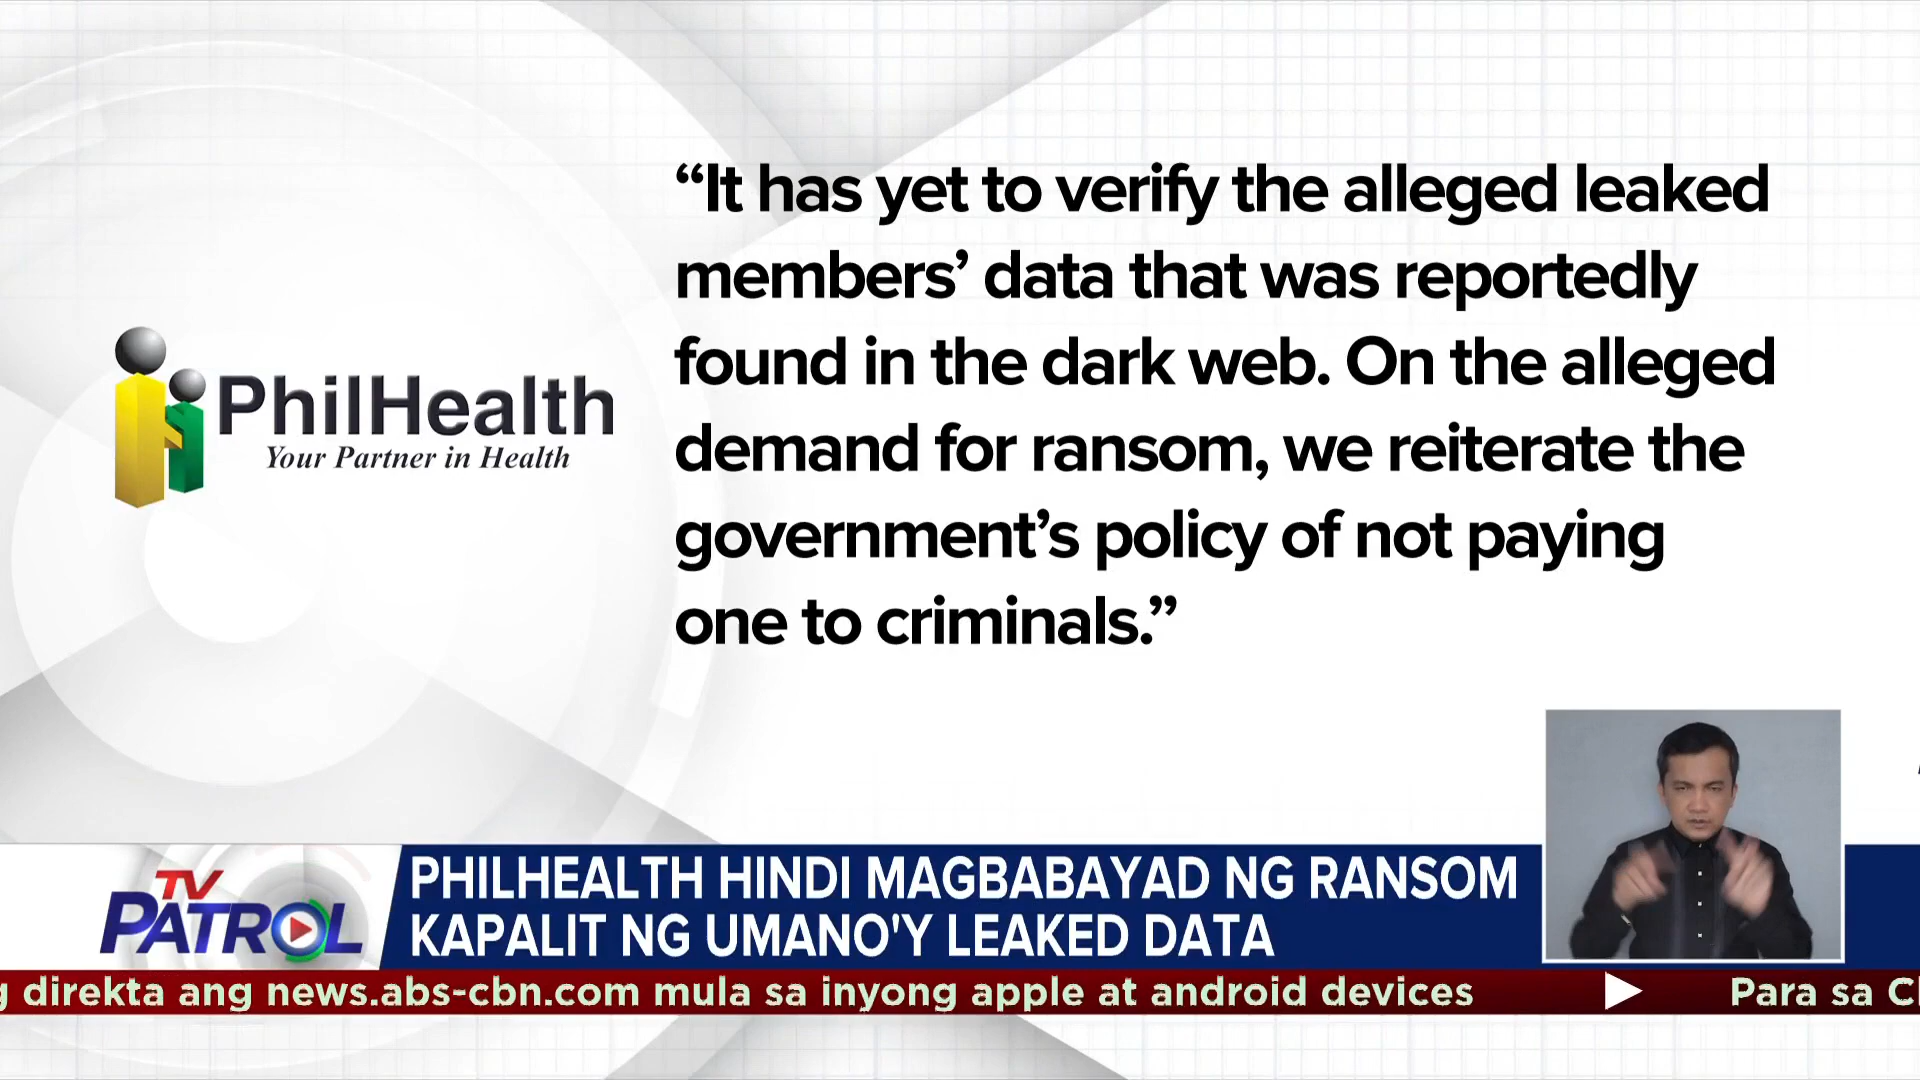 “It has yet to verify the alleged leaked
members’ data that was reportedly
found in the dark web. On the alleged
demand for ransom, we reiterate the
government’s policy of not paying
one to criminals.”
PhilHealth
Your Partner in Health
TV
PATROL
PHILHEALTH HINDI MAGBABAYAD NG RANSOM
KAPALIT NG UMANO'Y LEAKED DATA
direkta ang news.abs-cbn.com mula sa inyong apple at android devices
Para sa